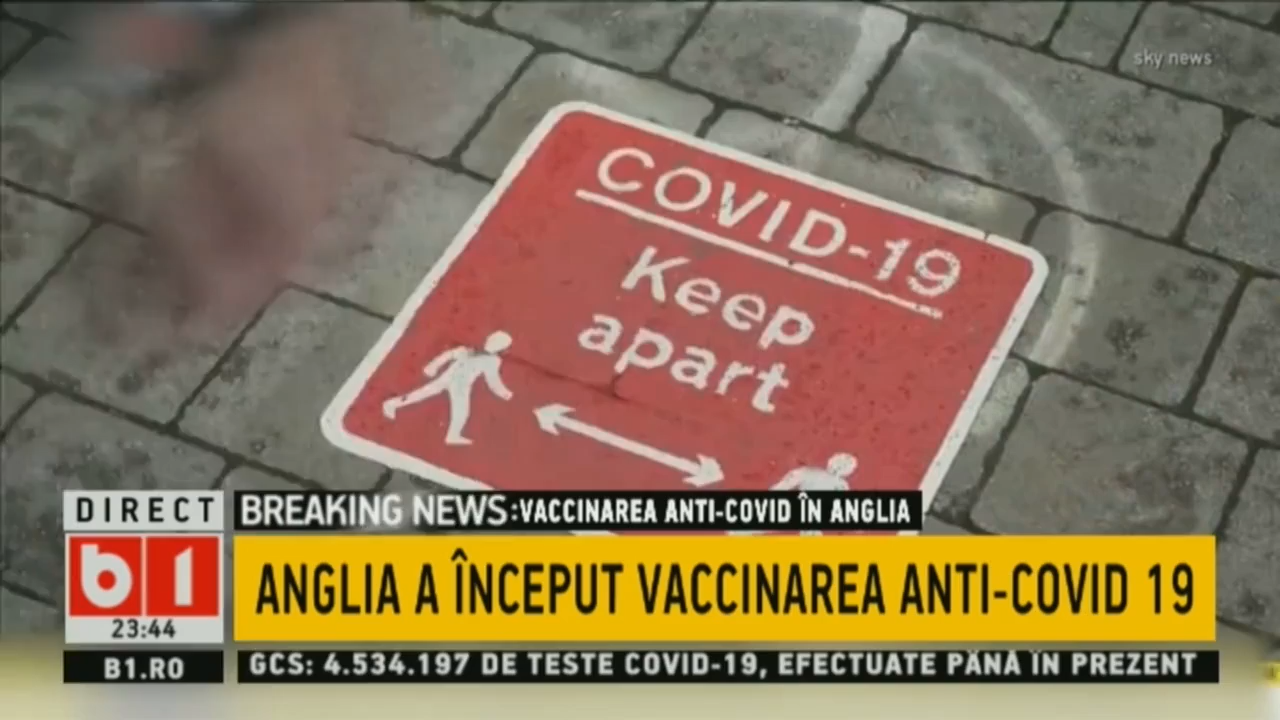 sky news
COVID-19
Keep
apart
DIRECT
BREAKING NEWS:VACCINAREA ANTI-COVID ÎN ANGLIA
b1
ANGLIA A ÎNCEPUT VACCINAREA ANTI-COVID 19
23:44
B1.RO
GCS: 4.534.197 DE TESTE COVID-19, EFECTUATE PĂNĂ ÎN PREZENT